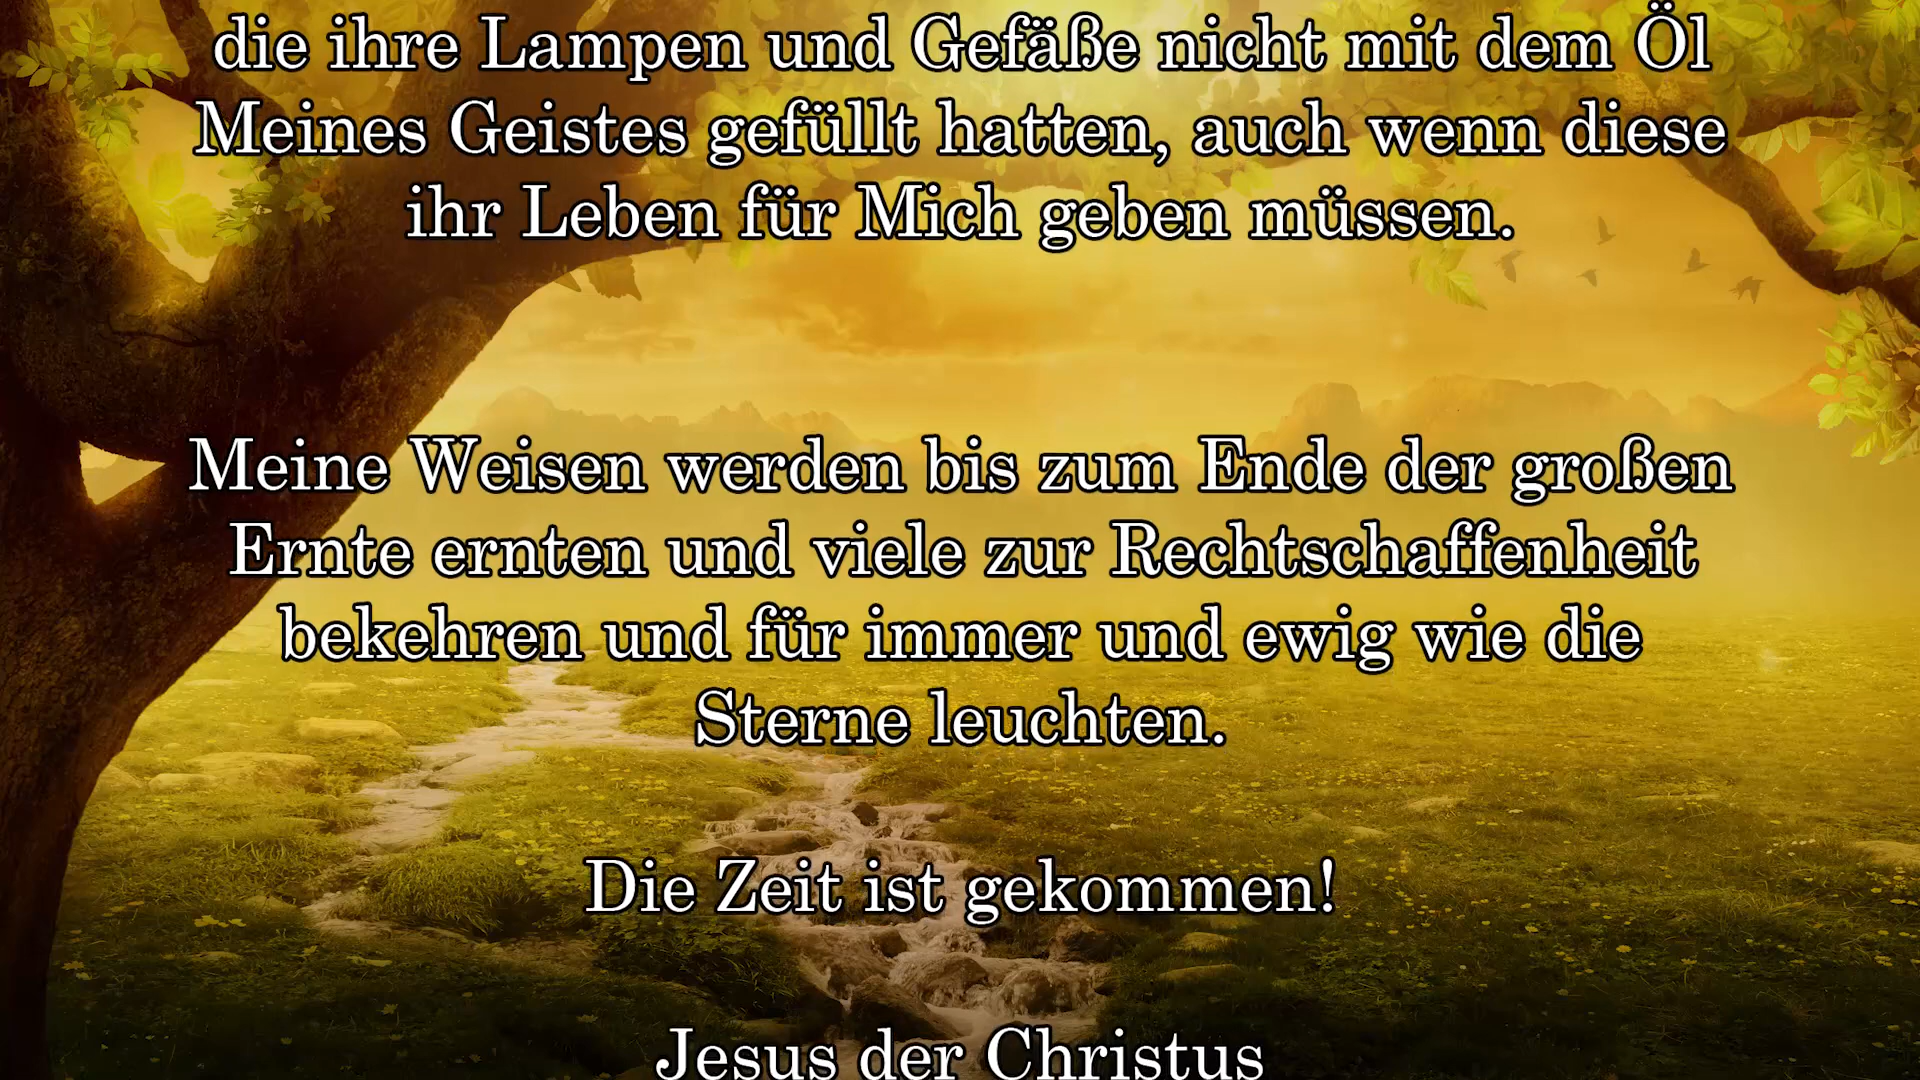 die ihre Lampen und Gefäße nicht mit dem Öl
Meines Geistes gefüllt hatten, auch wenn diese
ihr Leben für Mich geben müssen.
Meine Weisen werden bis zum Ende der großen
Ernte ernten und viele zur Rechtschaffenheit
bekehren und für immer und ewig wie die
Sterne leuchten.
Die Zeit ist gekommen!
Jesus der Christus